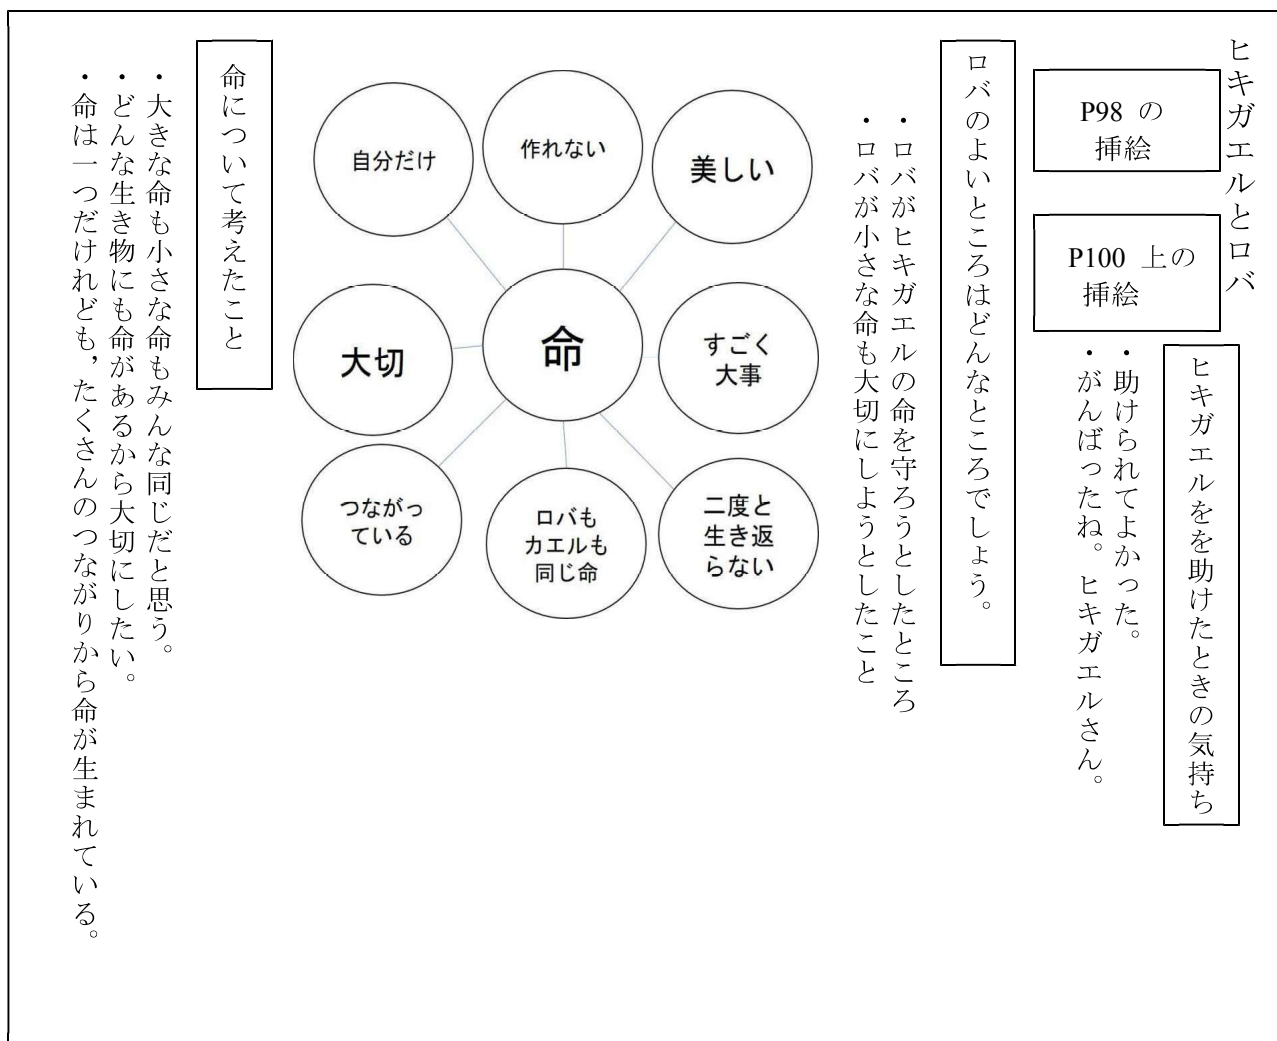 ヒキガエルとロバ
P98 の
挿絵
P100 上の
挿絵
ヒキガエルをを助けたときの気持ち
・助けられてよかった。
・がんばったね。ヒキガエルさん。
ロバのよいところはどんなところでしょう。
・ロバがヒキガエルの命を守ろうとしたところ
・ロバが小さな命も大切にしようとしたこと
美しい
作れない
自分だけ
すごく
大事
命
大切
二度と
生き返
らない
ロバも
カエルも
同じ命
つながっ
ている
命について考えたこと
・大きな命も小さな命もみんな同じだと思う。
・どんな生き物にも命があるから大切にしたい。
・命は一つだけれども，たくさんのつながりから命が生まれている。